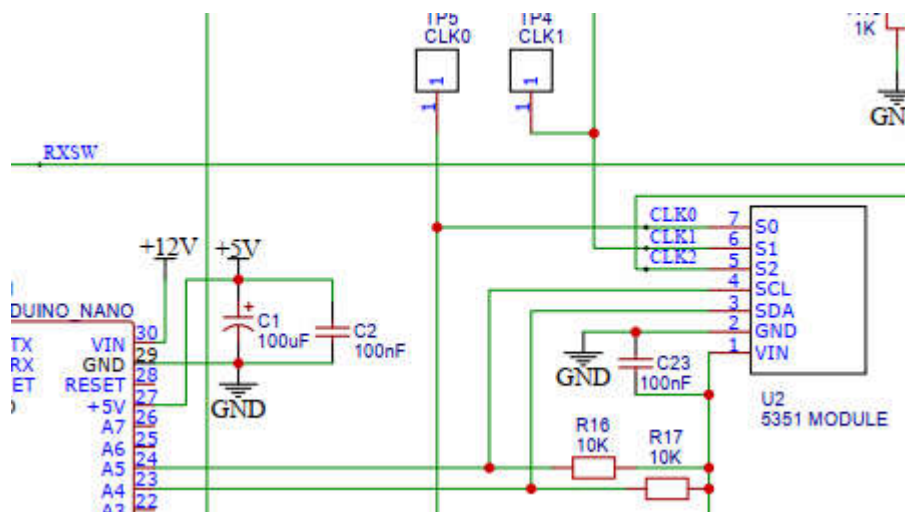 TP5
CLK0
TP4
CLK1
1
1
1
1
1K
GND
RXSW
CLK0
CLK1
CLK2
7
6
5
4
3
2
1
S0
S1
S2
SCL
SDA
GND
VIN
+12V
+5V
+
C1
100uF
C2
100nF
GND
GND
C23
100nF
U2
5351 MODULE
DUINO_NANO
TX
RX
ET
VIN
GND
RESET
+5V
A7
A6
A5
A4
30
29
28
27
26
25
24
23
22
R16
10K
R17
10K